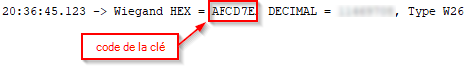 20:36:45.123 -> Wiegand HEX = AFCD7E DECIMAL = , Type W26
code de la clé